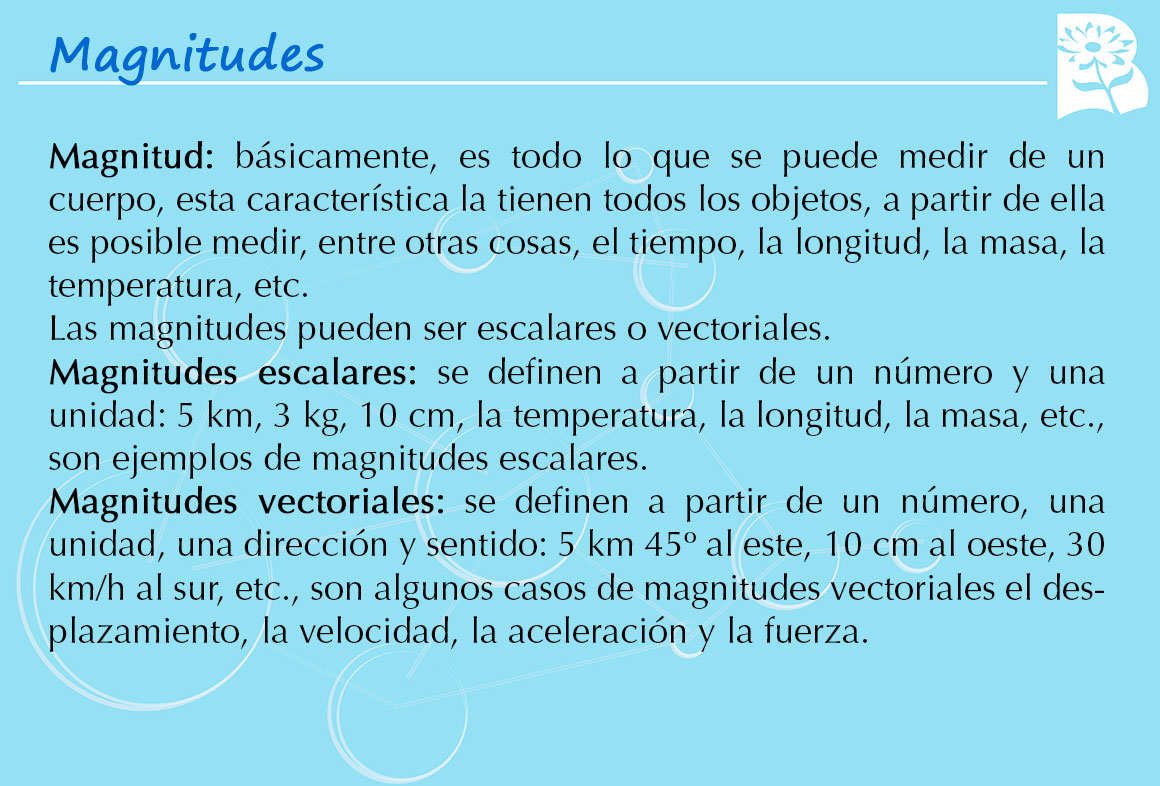 Magnitudes
Magnitud: básicamente, es todo lo que se puede medir de un
cuerpo, esta característica la tienen todos los objetos, a partir de ella
es posible medir, entre otras cosas, el tiempo, la longitud, la masa, la
temperatura, etc.
Las magnitudes pueden ser escalares o vectoriales.
Magnitudes escalares: se definen a partir de un número y una
unidad: 5 km, 3 kg, 10 cm, la temperatura, la longitud, la masa, etc.,
son ejemplos de magnitudes escalares.
Magnitudes vectoriales: se definen a partir de un número, una
unidad, una dirección y sentido: 5 km 45º al este, 10 cm al oeste, 30
km/h al sur, etc., son algunos casos de magnitudes vectoriales el des-
plazamiento, la velocidad, la aceleración y la fuerza.